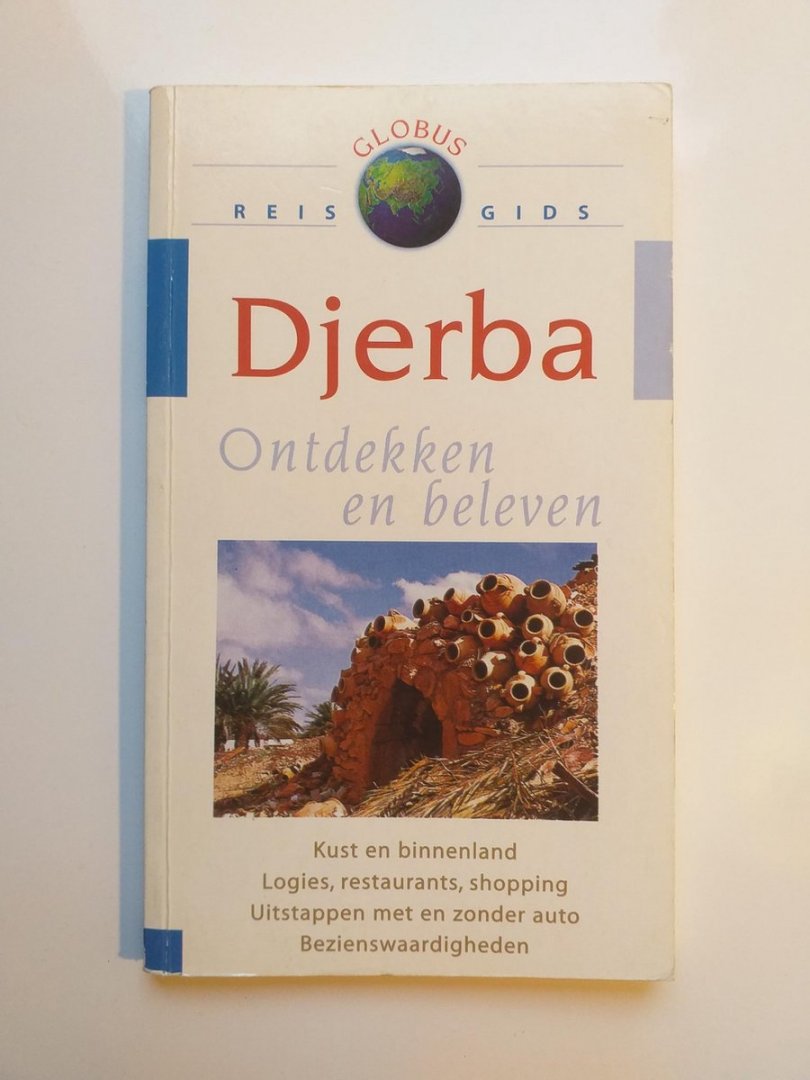 GLOBUS
REIS GIDS
Djerba
Ontdekken
en beleven
Kust en binnenland
Logies, restaurants, shopping
Uitstappen met en zonder auto
Bezienswaardigheden